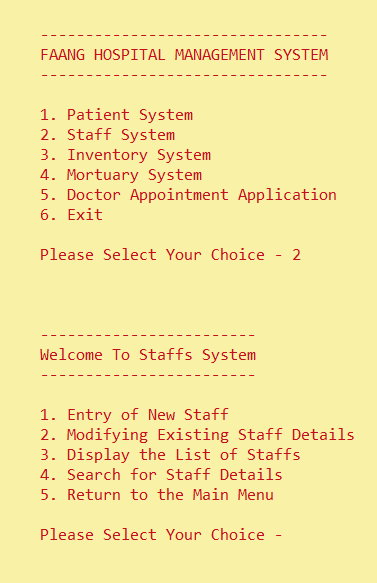 --------------------------------
FAANG HOSPITAL MANAGEMENT SYSTEM
--------------------------------
1. Patient System
2. Staff System
3. Inventory System
4. Mortuary System
5. Doctor Appointment Application
6. Exit
Please Select Your Choice - 2
------------------------
Welcome To Staffs System
------------------------
1. Entry of New Staff
2. Modifying Existing Staff Details
3. Display the List of Staffs
4. Search for Staff Details
5. Return to the Main Menu
Please Select Your Choice -